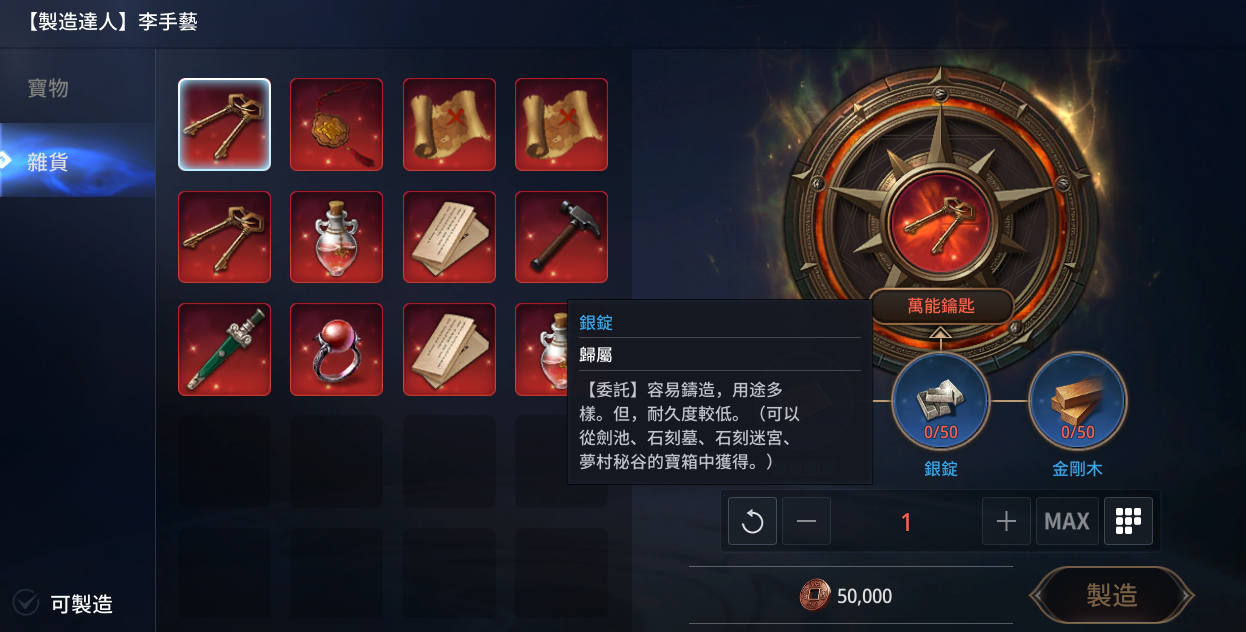 【製造達人】李手藝
寶物
雜貨
萬能鑰匙
銀錠
歸屬
【委託】容易鑄造，用途多
樣。但，耐久度較低。（可以
從劍池、石刻墓、石刻迷宮、
夢村秘谷的寶箱中獲得。）
0/50
0/50
銀錠
金剛木
1
MAX
50,000
製造
可製造